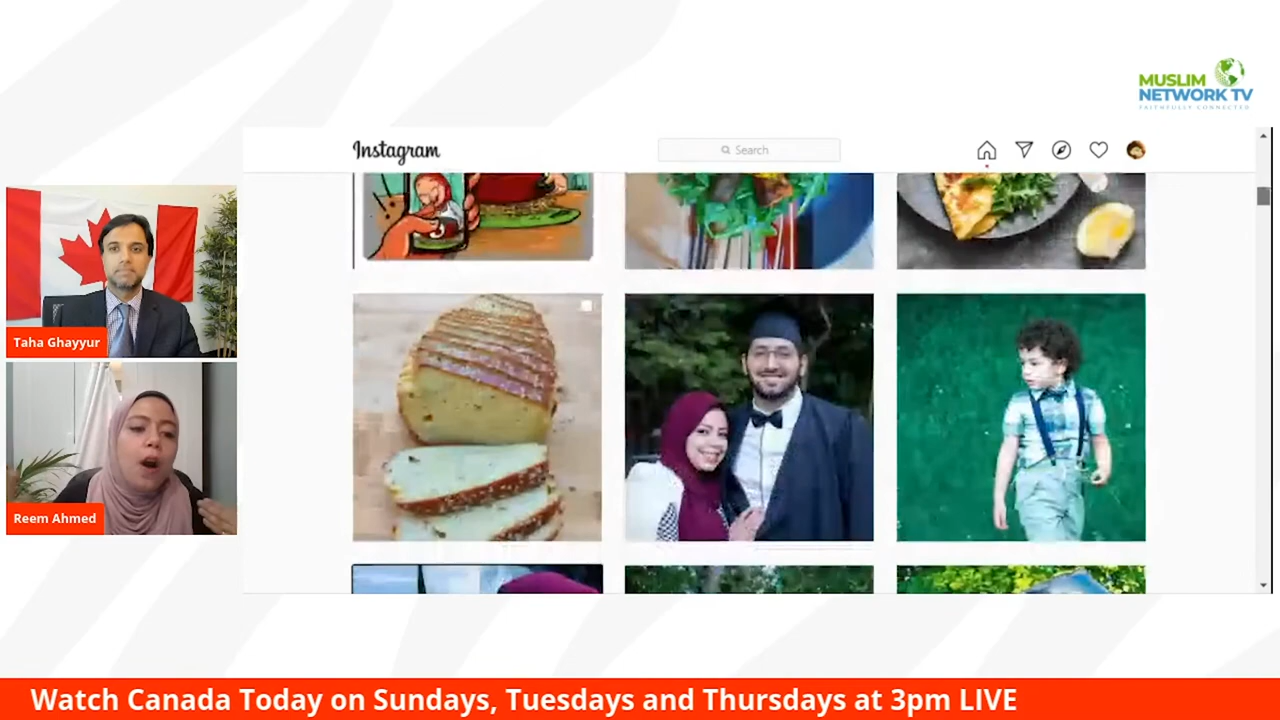 MUSLIM
NETWORK TV
FAITHFULLY CONNECTED
Instagram
Search
Taha Ghayyur
Reem Ahmed
Watch Canada Today on Sundays, Tuesdays and Thursdays at 3pm LIVE